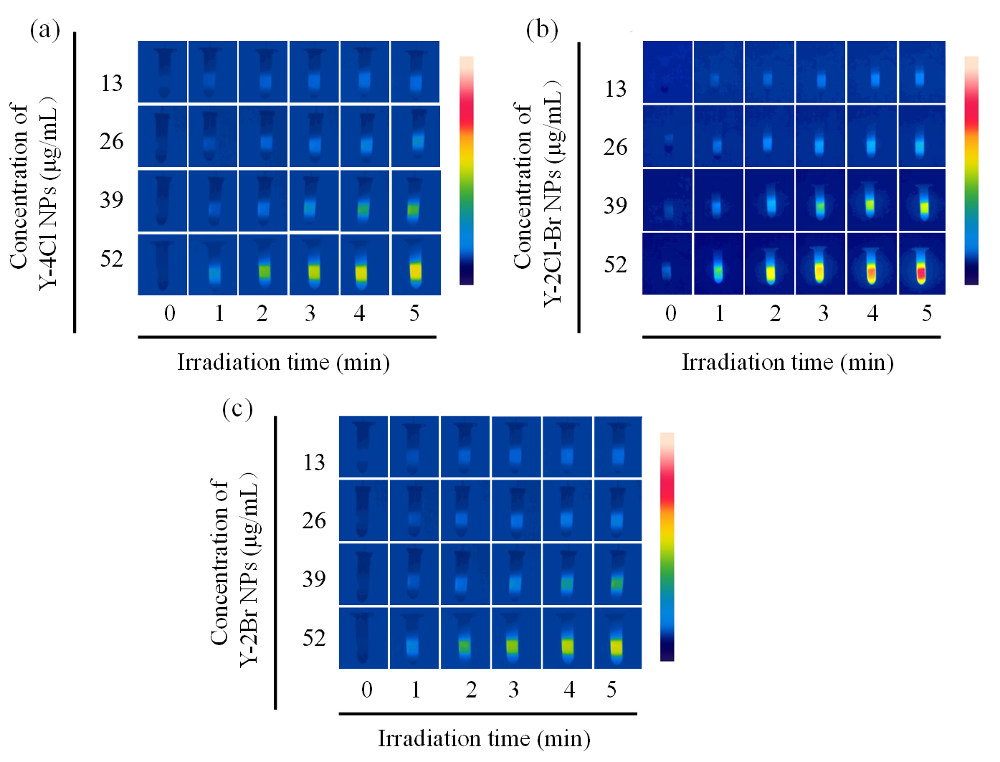 (a)
Concentration of
Y-4Cl NPs (μg/mL)
13
26
39
52
0 1 2 3 4 5
Irradiation time (min)
(b)
Concentration of
Y-2Cl-Br NPs (μg/mL)
13
26
39
52
0 1 2 3 4 5
Irradiation time (min)
(c)
Concentration of
Y-2Br NPs (μg/mL)
13
26
39
52
0 1 2 3 4 5
Irradiation time (min)